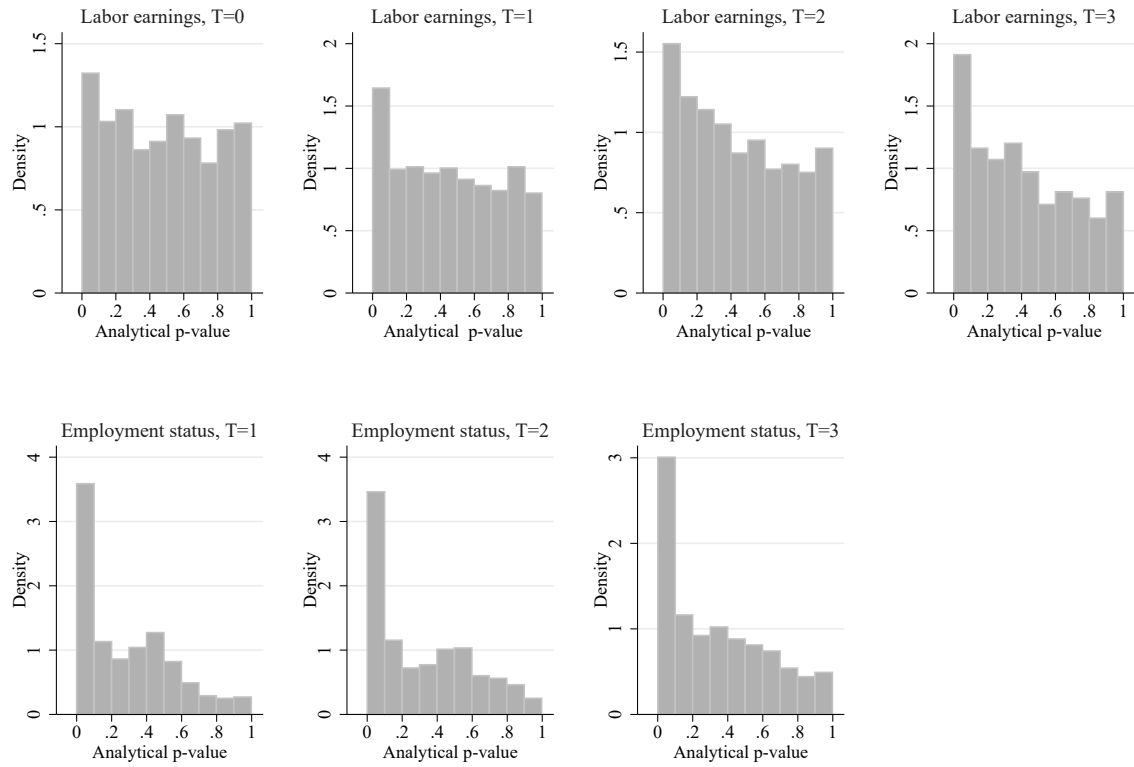 Labor earnings, T=0
Density
0 .5 1 1.5
0 .2 .4 .6 .8 1
Analytical p-value
Labor earnings, T=1
Density
0 .5 1 1.5 2
0 .2 .4 .6 .8 1
Analytical p-value
Labor earnings, T=2
Density
0 .5 1 1.5
0 .2 .4 .6 .8 1
Analytical p-value
Labor earnings, T=3
Density
0 .5 1 1.5 2
0 .2 .4 .6 .8 1
Analytical p-value
Employment status, T=1
Density
0 1 2 3 4
0 .2 .4 .6 .8 1
Analytical p-value
Employment status, T=2
Density
0 1 2 3 4
0 .2 .4 .6 .8 1
Analytical p-value
Employment status, T=3
Density
0 1 2 3
0 .2 .4 .6 .8 1
Analytical p-value